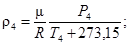 ρ₄ = μ/R P₄/(T₄ + 273,15);